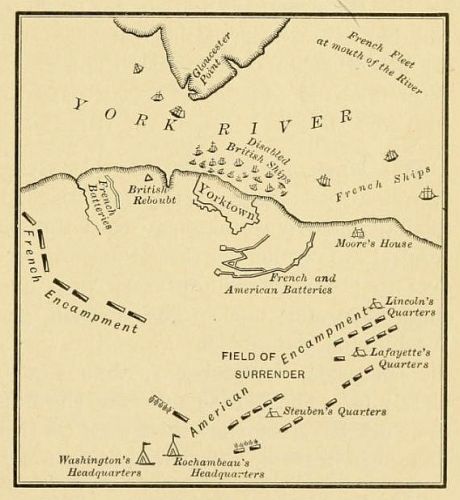 Gloucester
Point
French Fleet
at mouth of the River
YORK RIVER
Disabled
British Ships
French Ships
French
Batteries
British
Reboubt
Yorktown
Moore's House
French and
American Batteries
French Encampment
Lincoln's
Quarters
American Encampment
FIELD OF
SURRENDER
Lafayette's
Quarters
Steuben's Quarters
Washington's
Headquarters
Rochambeau's
Headquarters